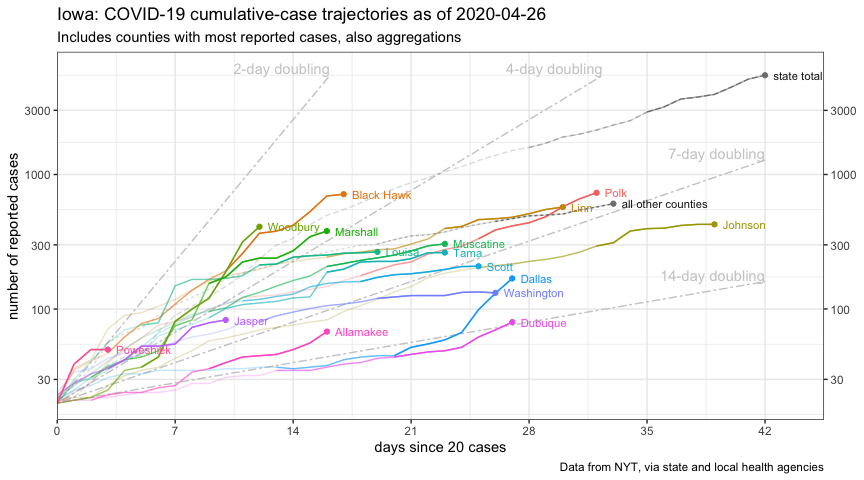 Iowa: COVID-19 cumulative-case trajectories as of 2020-04-26
Includes counties with most reported cases, also aggregations
2-day doubling
4-day doubling
state total
3000
3000
7-day doubling
1000
1000
Black Hawk
Polk
Linn
all other counties
Woodbury
Marshall
Johnson
300
300
Muscatine
Louisa
Tama
Scott
14-day doubling
Dallas
Washington
100
100
Jasper
Dubuque
Allamakee
Poweshiek
30
30
0
7
14
21
28
35
42
number of reported cases
days since 20 cases
Data from NYT, via state and local health agencies